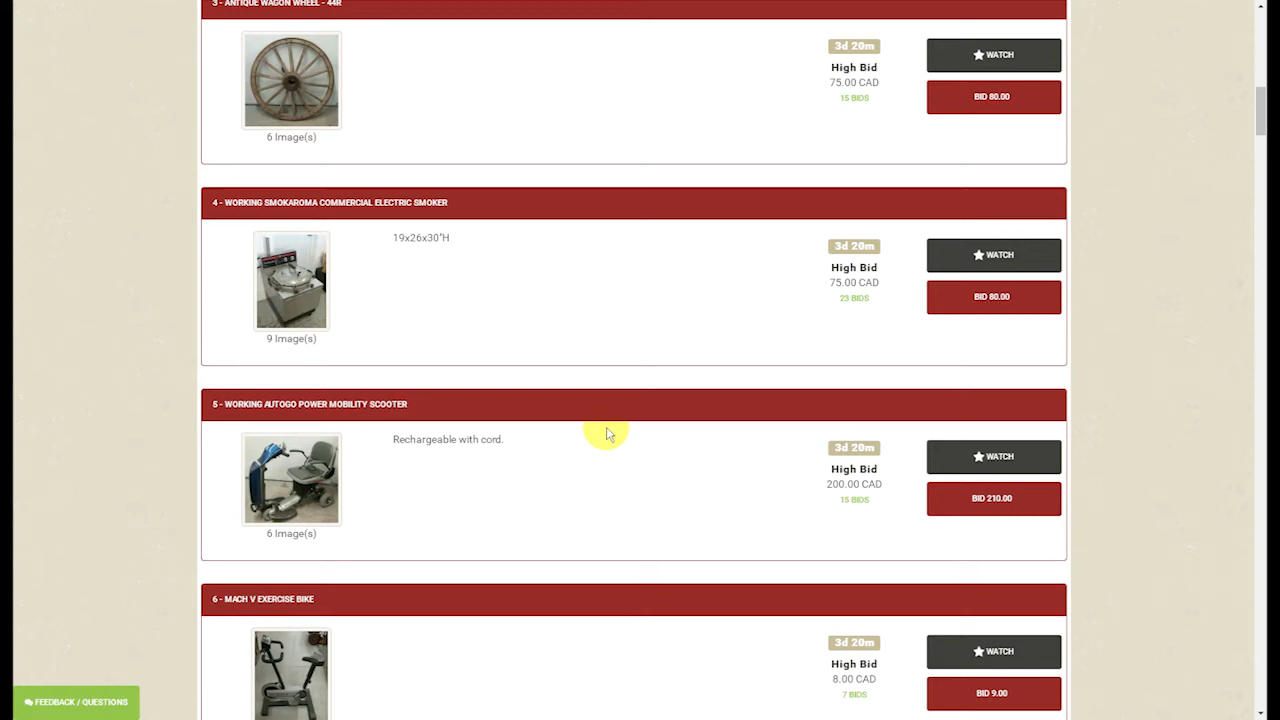 3 - ANTIQUE WAGON WHEEL - 44R
3d 20m
High Bid
75.00 CAD
15 BIDS
WATCH
BID 80.00
6 Image(s)
4 - WORKING SMOKAROMA COMMERCIAL ELECTRIC SMOKER
19x26x30"H
3d 20m
High Bid
75.00 CAD
23 BIDS
WATCH
BID 80.00
9 Image(s)
5 - WORKING AUTOGO POWER MOBILITY SCOOTER
Rechargeable with cord.
3d 20m
High Bid
200.00 CAD
15 BIDS
WATCH
BID 210.00
6 Image(s)
6 - MACH V EXERCISE BIKE
3d 20m
High Bid
8.00 CAD
7 BIDS
WATCH
BID 9.00
FEEDBACK / QUESTIONS